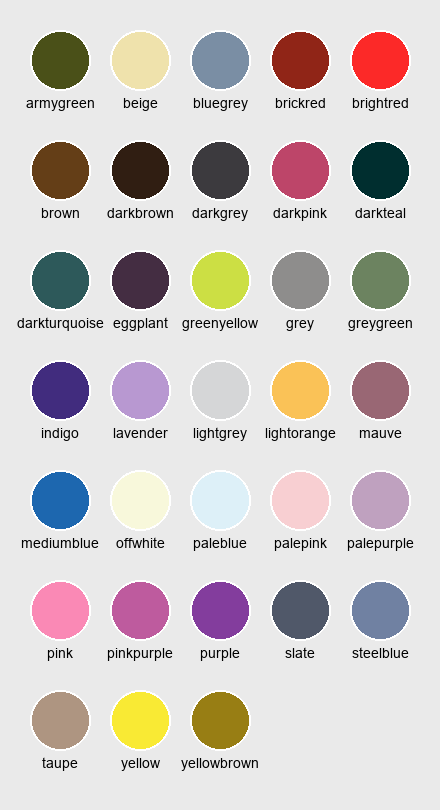 armygreen beige bluegrey brickred brightred
brown darkbrown darkgrey darkpink darkteal
darkturquoise eggplant greenyellow grey greygreen
indigo lavender lightgrey lightorange mauve
mediumblue offwhite paleblue palepink palepurple
pink pinkpurple purple slate steelblue
taupe yellow yellowbrown